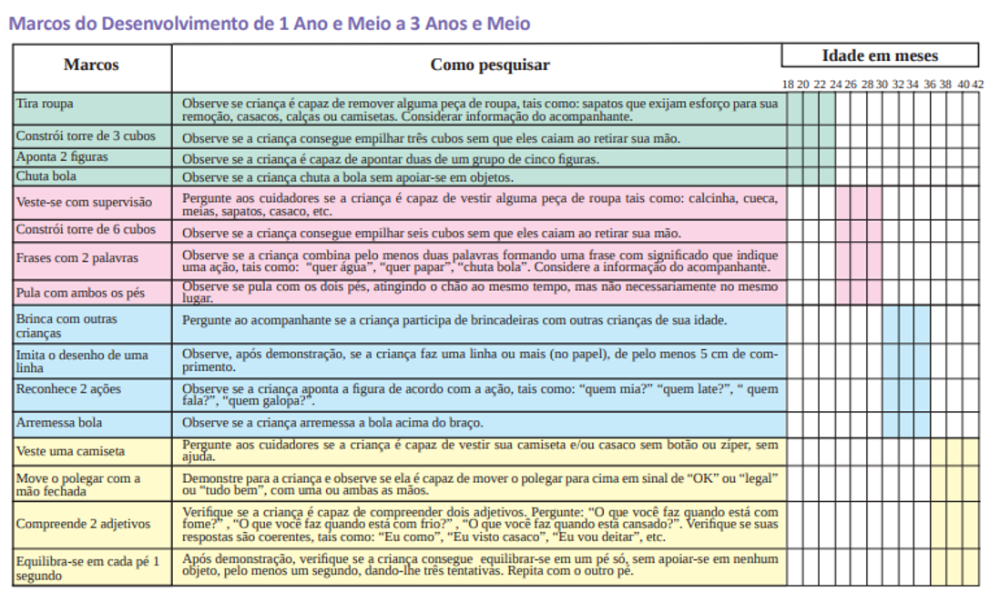 Marcos do Desenvolvimento de 1 Ano e Meio a 3 Anos e Meio
Marcos
Como pesquisar
Idade em meses
18 20 22 24 26 28 30 32 34 36 38 40 42
Tira roupa
Observe se criança é capaz de remover alguma peça de roupa, tais como: sapatos que exijam esforço para sua
remoção, casacos, calças ou camisetas. Considerar informação do acompanhante.
Constrói torre de 3 cubos
Observe se a criança consegue empilhar três cubos sem que eles caiam ao retirar sua mão.
Aponta 2 figuras
Observe se a criança é capaz de apontar duas de um grupo de cinco figuras.
Chuta bola
Observe se a criança chuta a bola sem apoiar-se em objetos.
Veste-se com supervisão
Pergunte aos cuidadores se a criança é capaz de vestir alguma peça de roupa tais como: calcinha, cueca,
meias, sapatos, casaco, etc.
Constrói torre de 6 cubos
Observe se a criança consegue empilhar seis cubos sem que eles caiam ao retirar sua mão.
Frases com 2 palavras
Observe se a criança combina pelo menos duas palavras formando uma frase com significado que indique
uma ação, tais como: “quer água”, “quer papar”, “chuta bola”. Considere a informação do acompanhante.
Pula com ambos os pés
Observe se pula com os dois pés, atingindo o chão ao mesmo tempo, mas não necessariamente no mesmo
lugar.
Brinca com outras
crianças
Pergunte ao acompanhante se a criança participa de brincadeiras com outras crianças de sua idade.
Imita o desenho de uma
linha
Observe, após demonstração, se a criança faz uma linha ou mais (no papel), de pelo menos 5 cm de com-
primento.
Reconhece 2 ações
Observe se a criança aponta a figura de acordo com a ação, tais como: “quem mia?” “quem late?”, “ quem
fala?”, “quem galopa?”.
Arremessa bola
Observe se a criança arremessa a bola acima do braço.
Veste uma camiseta
Pergunte aos cuidadores se a criança é capaz de vestir sua camiseta e/ou casaco sem botão ou zíper, sem
ajuda.
Move o polegar com a
mão fechada
Demonstre para a criança e observe se ela é capaz de mover o polegar para cima em sinal de “OK” ou “legal”
ou “tudo bem”, com uma ou ambas as mãos.
Compreende 2 adjetivos
Verifique se a criança é capaz de compreender dois adjetivos. Pergunte: “O que você faz quando está com
fome?” , “O que você faz quando está com frio?” , “O que você faz quando está cansado?”. Verifique se suas
respostas são coerentes, tais como: “Eu como”, “Eu visto casaco”, “Eu vou deitar”, etc.
Equilibra-se em cada pé 1
segundo
Após demonstração, verifique se a criança consegue equilibrar-se em um pé só, sem apoiar-se em nenhum
objeto, pelo menos um segundo, dando-lhe três tentativas. Repita com o outro pé.